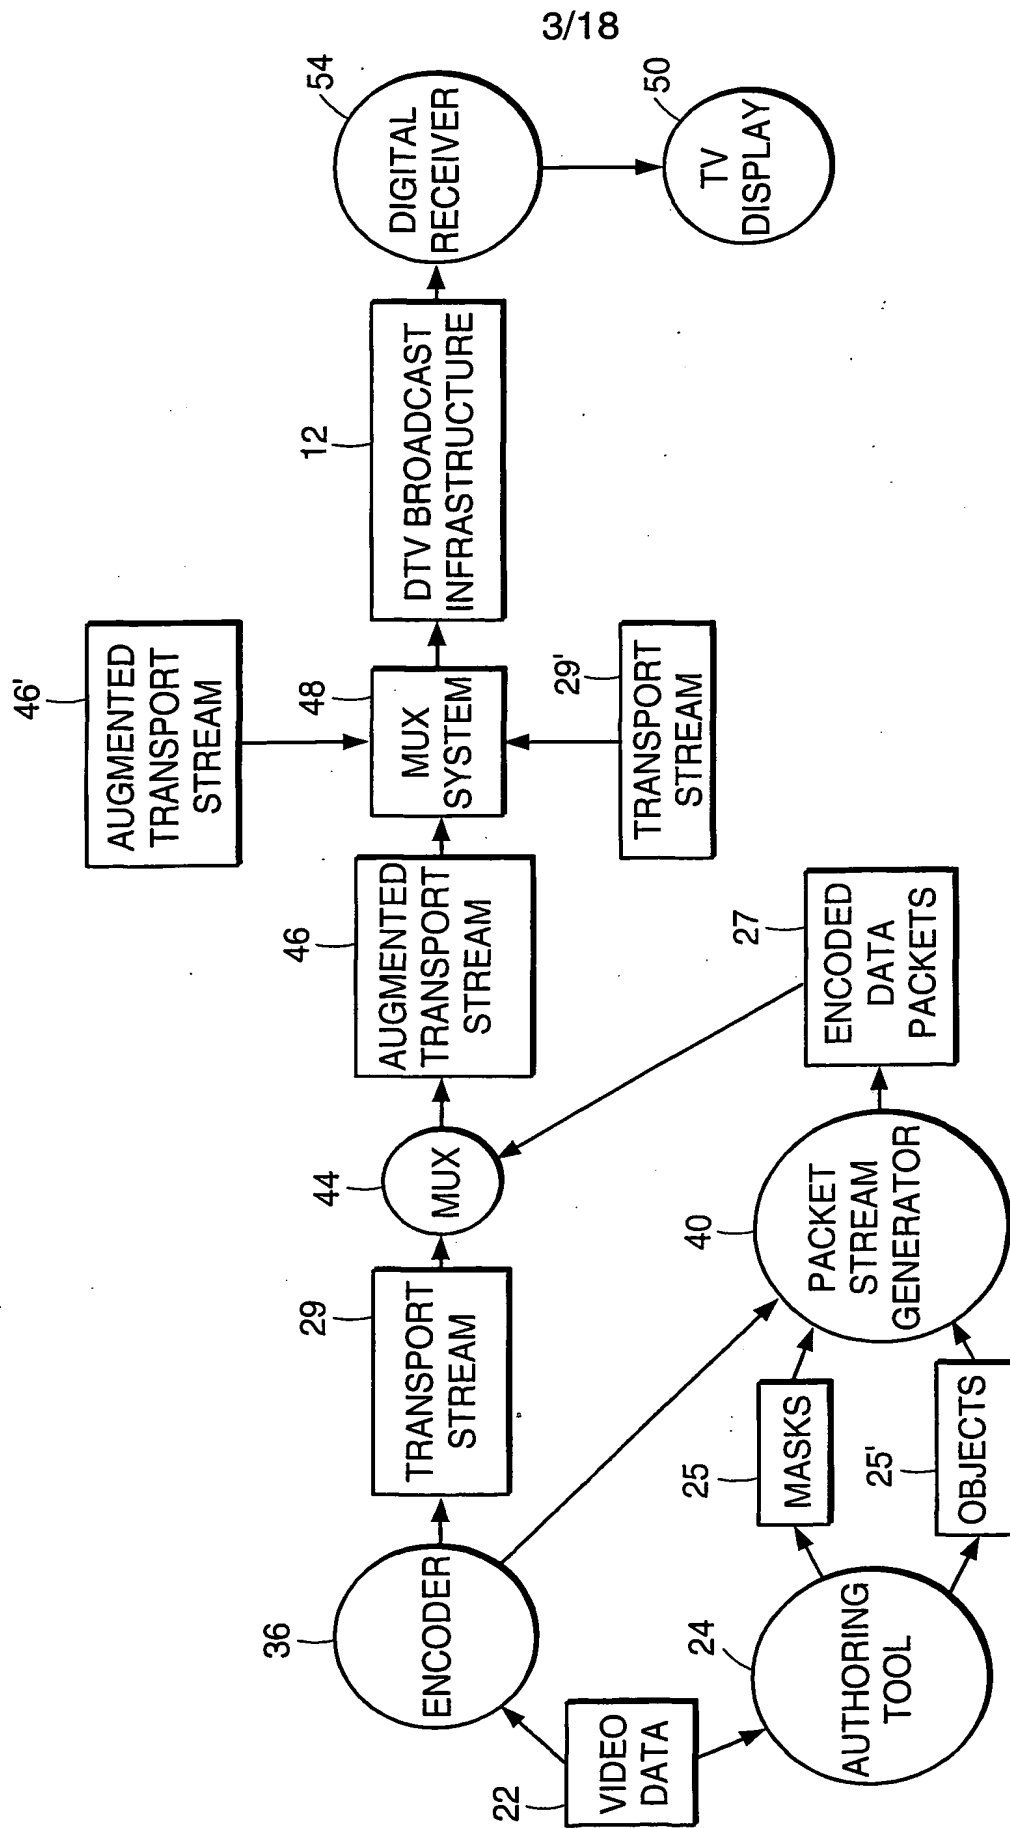 3/18
22
VIDEO
DATA
36
ENCODER
24
AUTHORING
TOOL
29
TRANSPORT
STREAM
25
MASKS
25'
OBJECTS
44
MUX
40
PACKET
STREAM
GENERATOR
46
AUGMENTED
TRANSPORT
STREAM
27
ENCODED
DATA
PACKETS
46'
AUGMENTED
TRANSPORT
STREAM
48
MUX
SYSTEM
29'
TRANSPORT
STREAM
12
DTV BROADCAST
INFRASTRUCTURE
54
DIGITAL
RECEIVER
50
TV
DISPLAY